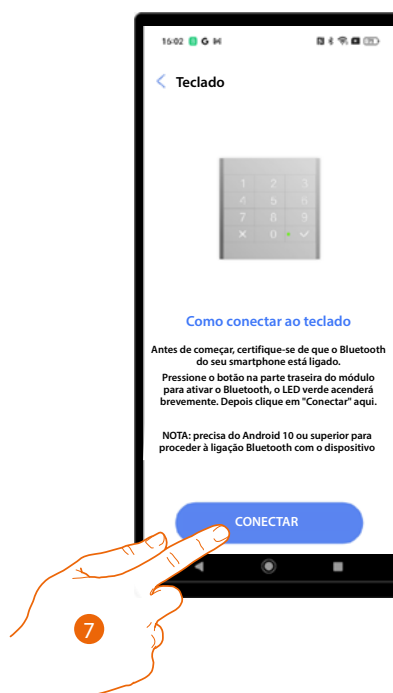 16:02 G
Teclado
1 2 3
4 5 6
7 8 9
× 0 ✓
Como conectar ao teclado
Antes de começar, certifique-se de que o Bluetooth
do seu smartphone está ligado.
Pressione o botão na parte traseira do módulo
para ativar o Bluetooth, o LED verde acenderá
brevemente. Depois clique em "Conectar" aqui.
NOTA: precisa do Android 10 ou superior para
proceder à ligação Bluetooth com o dispositivo
CONECTAR
7